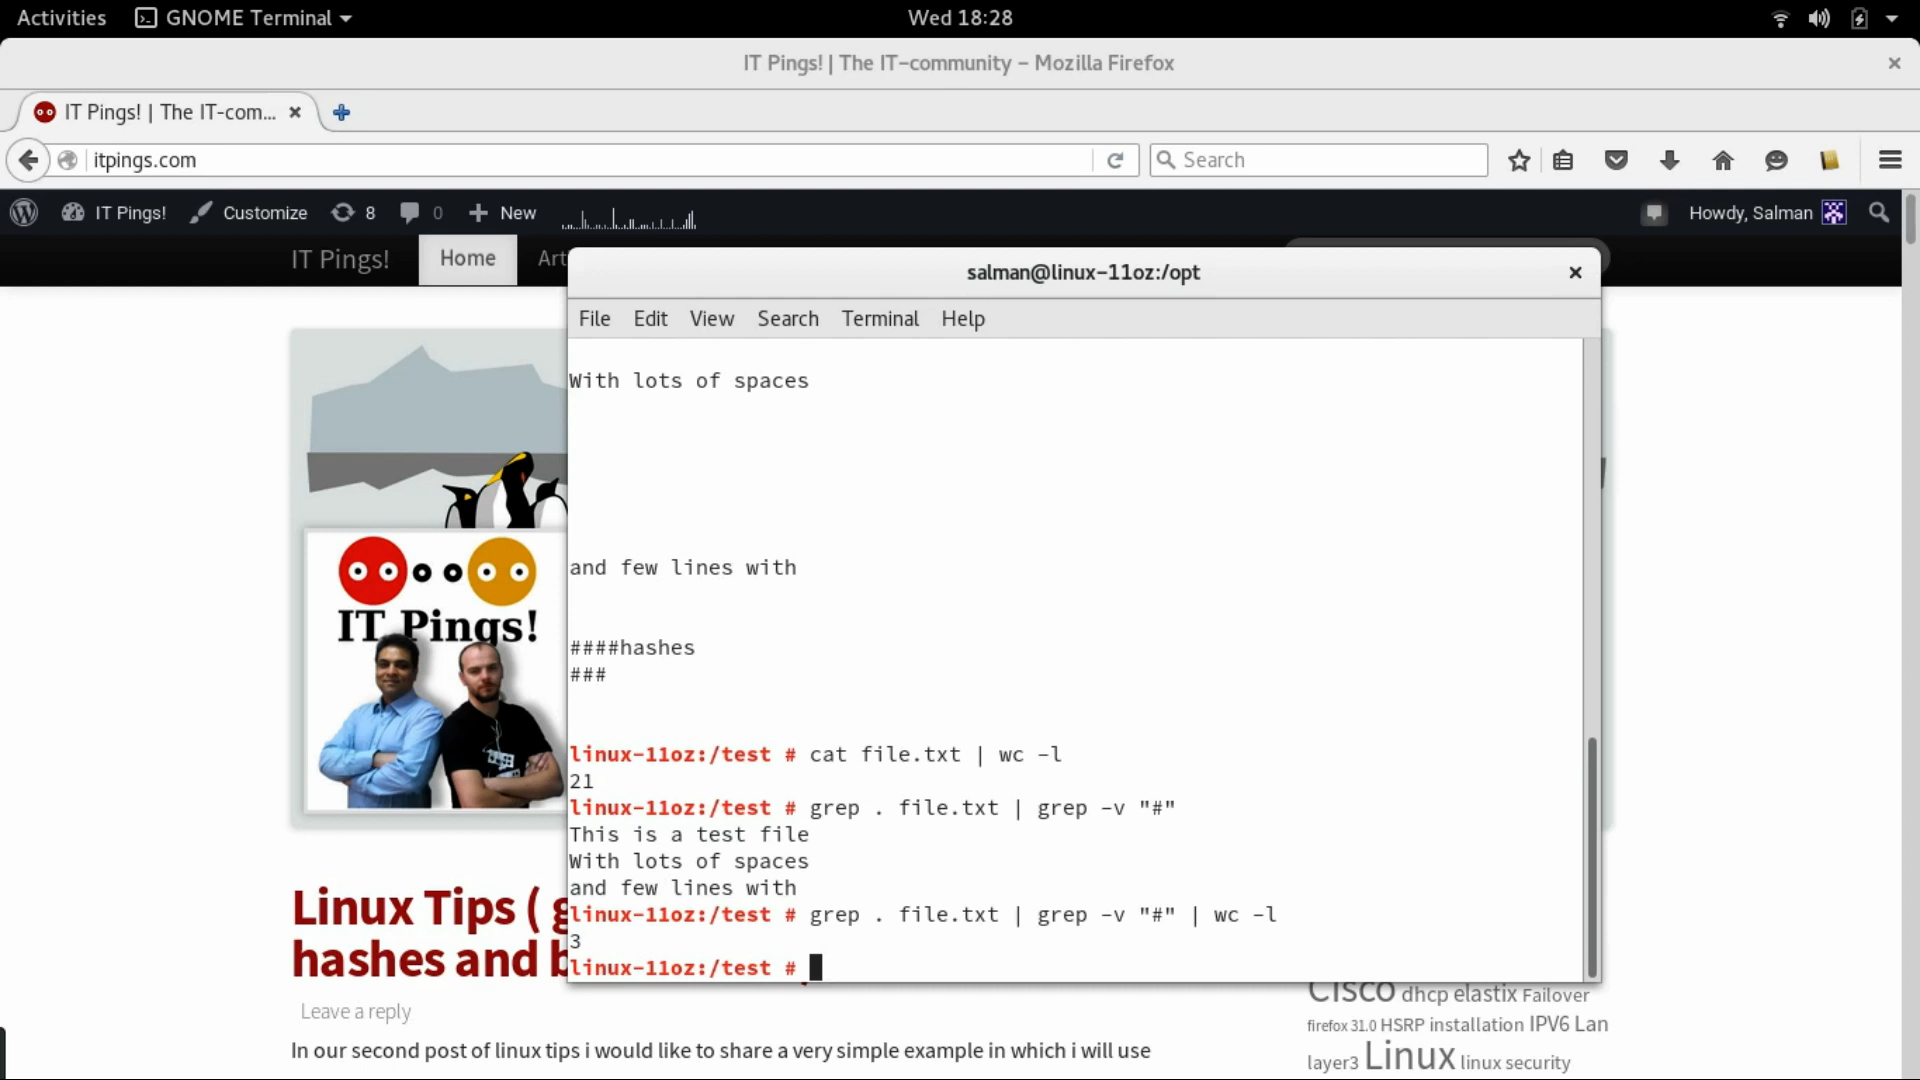 Activities GNOME Terminal Wed 18:28
IT Pings! | The IT-community - Mozilla Firefox
IT Pings! | The IT-com...
itpings.com Search
IT Pings! Customize 8 0 New Howdy, Salman
IT Pings! Home
salman@linux-11oz:/opt
File Edit View Search Terminal Help
With lots of spaces
and few lines with
####hashes
###
linux-11oz:/test # cat file.txt | wc -l
21
linux-11oz:/test # grep . file.txt | grep -v "#"
This is a test file
With lots of spaces
and few lines with
linux-11oz:/test # grep . file.txt | grep -v "#" | wc -l
3
linux-11oz:/test #
IT Pings!
Linux Tips (
hashes and
Leave a reply
In our second post of linux tips i would like to share a very simple example in which i will use
Cisco dhcp elastix Failover
firefox 31.0 HSRP installation IPV6 Lan
layer3 Linux linux security